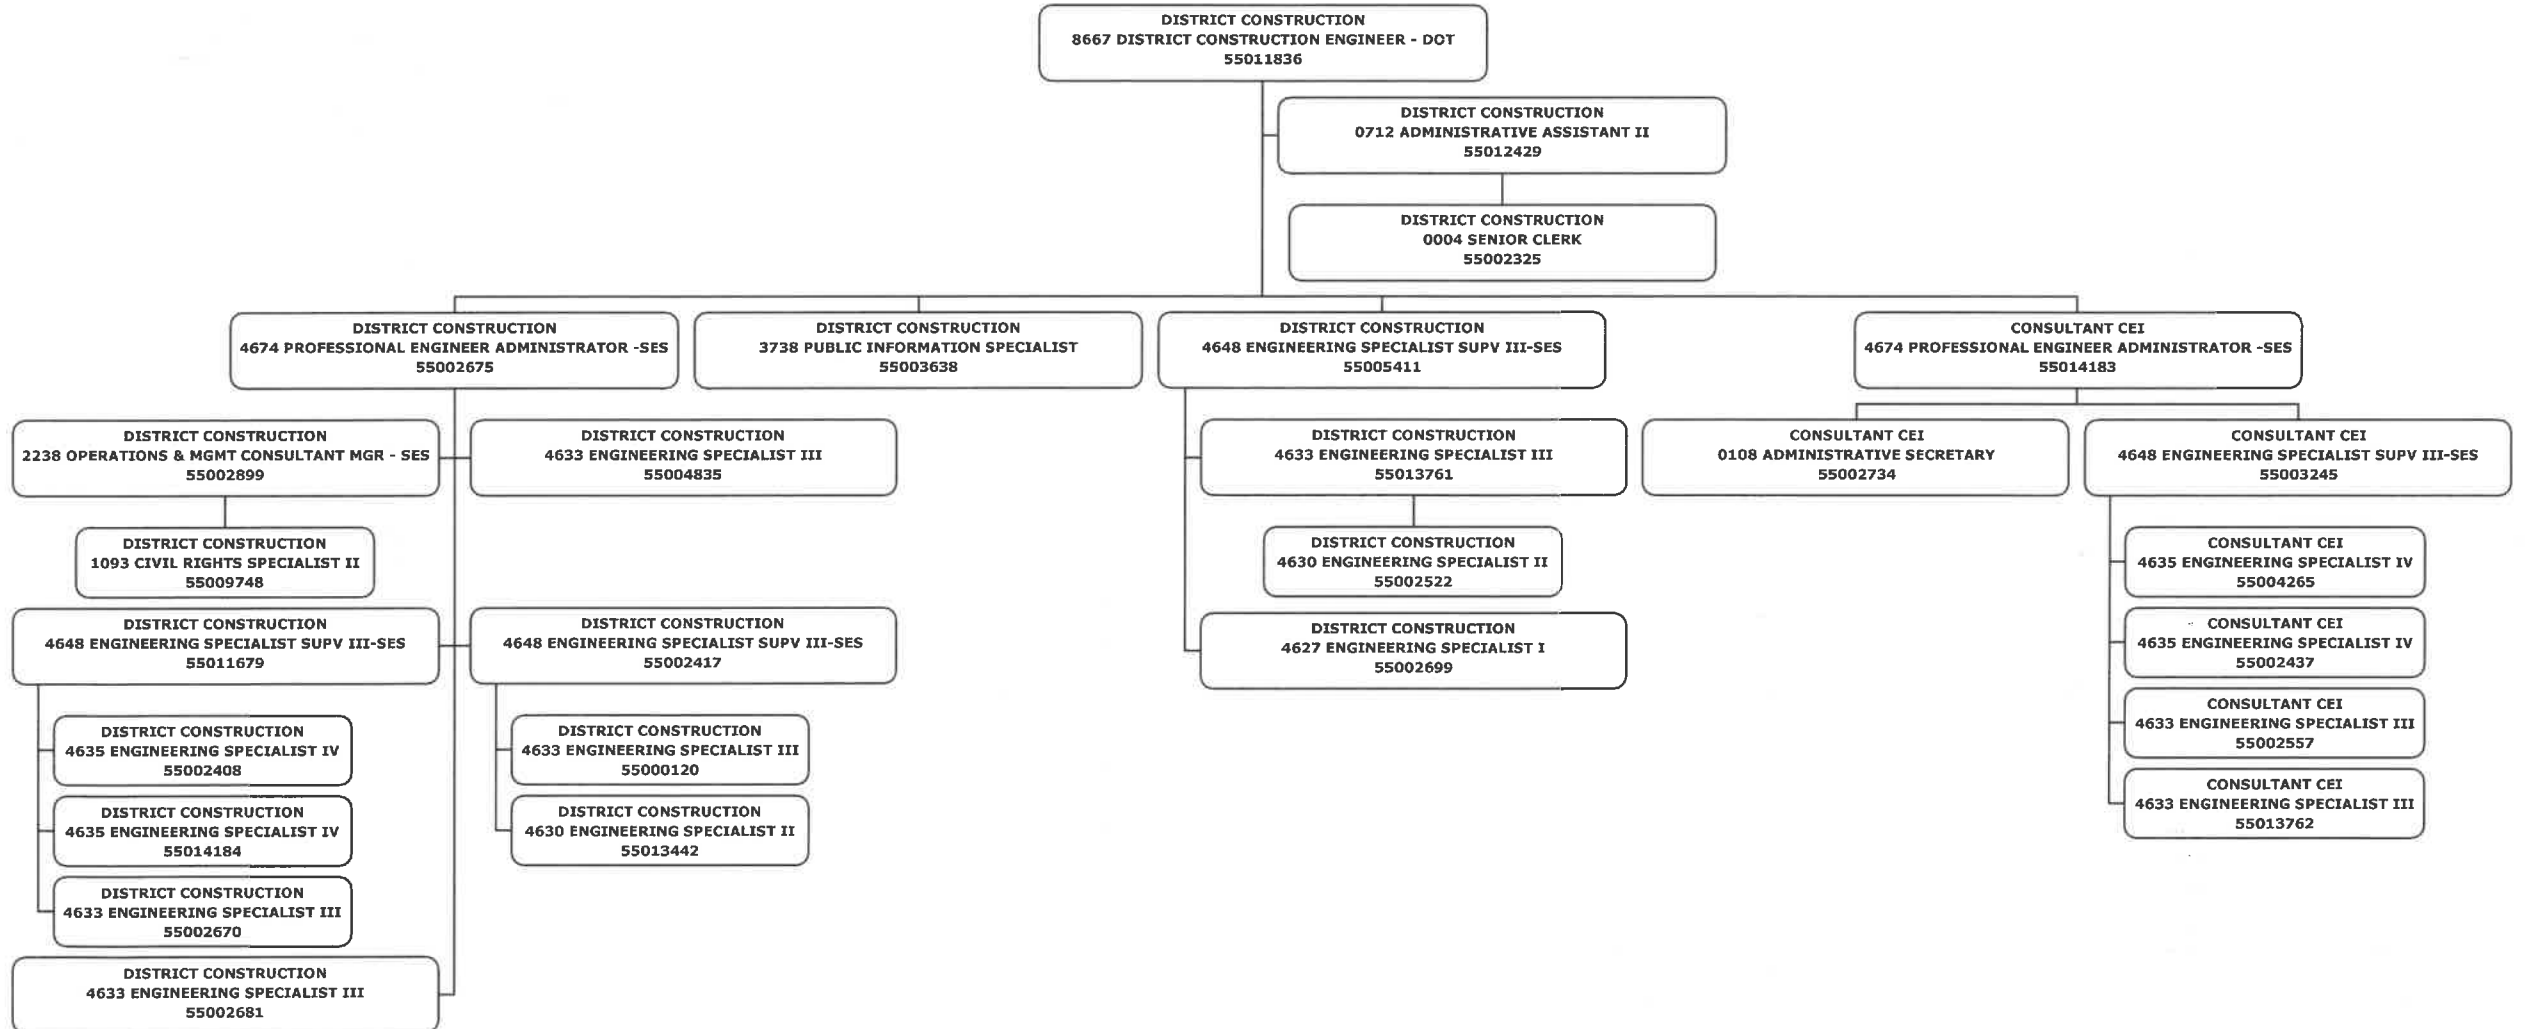 DISTRICT CONSTRUCTION
8667 DISTRICT CONSTRUCTION ENGINEER - DOT
55011836
DISTRICT CONSTRUCTION
0712 ADMINISTRATIVE ASSISTANT II
55012429
DISTRICT CONSTRUCTION
0004 SENIOR CLERK
55002325
DISTRICT CONSTRUCTION
4674 PROFESSIONAL ENGINEER ADMINISTRATOR -SES
55002675
DISTRICT CONSTRUCTION
3738 PUBLIC INFORMATION SPECIALIST
55003638
DISTRICT CONSTRUCTION
4648 ENGINEERING SPECIALIST SUPV III-SES
55005411
CONSULTANT CEI
4674 PROFESSIONAL ENGINEER ADMINISTRATOR -SES
55014183
DISTRICT CONSTRUCTION
2238 OPERATIONS & MGMT CONSULTANT MGR - SES
55002899
DISTRICT CONSTRUCTION
4633 ENGINEERING SPECIALIST III
55004835
DISTRICT CONSTRUCTION
4633 ENGINEERING SPECIALIST III
55013761
CONSULTANT CEI
0108 ADMINISTRATIVE SECRETARY
55002734
CONSULTANT CEI
4648 ENGINEERING SPECIALIST SUPV III-SES
55003245
DISTRICT CONSTRUCTION
1093 CIVIL RIGHTS SPECIALIST II
55009748
DISTRICT CONSTRUCTION
4630 ENGINEERING SPECIALIST II
55002522
CONSULTANT CEI
4635 ENGINEERING SPECIALIST IV
55004265
DISTRICT CONSTRUCTION
4648 ENGINEERING SPECIALIST SUPV III-SES
55011679
DISTRICT CONSTRUCTION
4648 ENGINEERING SPECIALIST SUPV III-SES
55002417
DISTRICT CONSTRUCTION
4627 ENGINEERING SPECIALIST I
55002699
CONSULTANT CEI
4635 ENGINEERING SPECIALIST IV
55002437
DISTRICT CONSTRUCTION
4635 ENGINEERING SPECIALIST IV
55002408
DISTRICT CONSTRUCTION
4633 ENGINEERING SPECIALIST III
55000120
CONSULTANT CEI
4633 ENGINEERING SPECIALIST III
55002557
DISTRICT CONSTRUCTION
4635 ENGINEERING SPECIALIST IV
55014184
DISTRICT CONSTRUCTION
4630 ENGINEERING SPECIALIST II
55013442
CONSULTANT CEI
4633 ENGINEERING SPECIALIST III
55013762
DISTRICT CONSTRUCTION
4633 ENGINEERING SPECIALIST III
55002670
DISTRICT CONSTRUCTION
4633 ENGINEERING SPECIALIST III
55002681